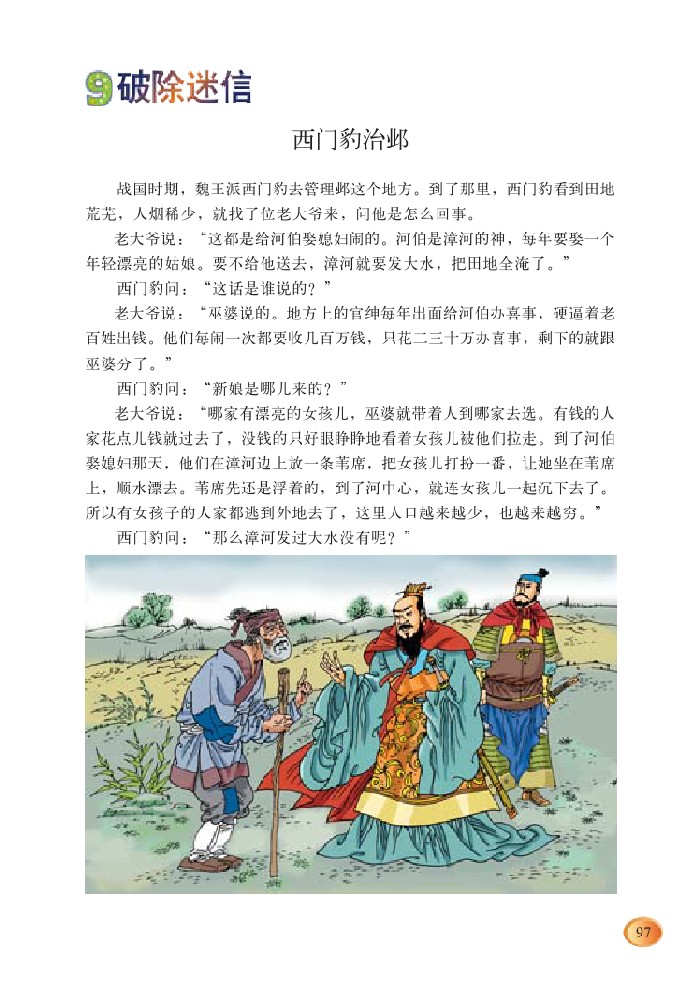 9破除迷信
西门豹治邺
战国时期，魏王派西门豹去管理邺这个地方。到了那里，西门豹看到田地
荒芜，人烟稀少，就找了位老大爷来，问他是怎么回事。
老大爷说：“这都是给河伯娶媳妇闹的。河伯是漳河的神，每年要娶一个
年轻漂亮的姑娘。要不给他送去，漳河就要发大水，把田地全淹了。”
西门豹问：“这话是谁说的？”
老大爷说：“巫婆说的。地方上的官绅每年出面给河伯办喜事，硬逼着老
百姓出钱。他们每闹一次都要收几百万钱，只花二三十万办喜事，剩下的就跟
巫婆分了。”
西门豹问：“新娘是哪儿来的？”
老大爷说：“哪家有漂亮的女孩儿，巫婆就带着人到哪家去选。有钱的人
家花点儿钱就过去了，没钱的只好眼睁睁地看着女孩儿被他们拉走。到了河伯
娶媳妇那天，他们在漳河边上放一条苇席，把女孩儿打扮一番，让她坐在苇席
上，顺水漂去。苇席先还是浮着的，到了河中心，就连女孩儿一起沉下去了。
所以有女孩子的人家都逃到外地去了，这里人口越来越少，也越来越穷。”
西门豹问：“那么漳河发过大水没有呢？”
97